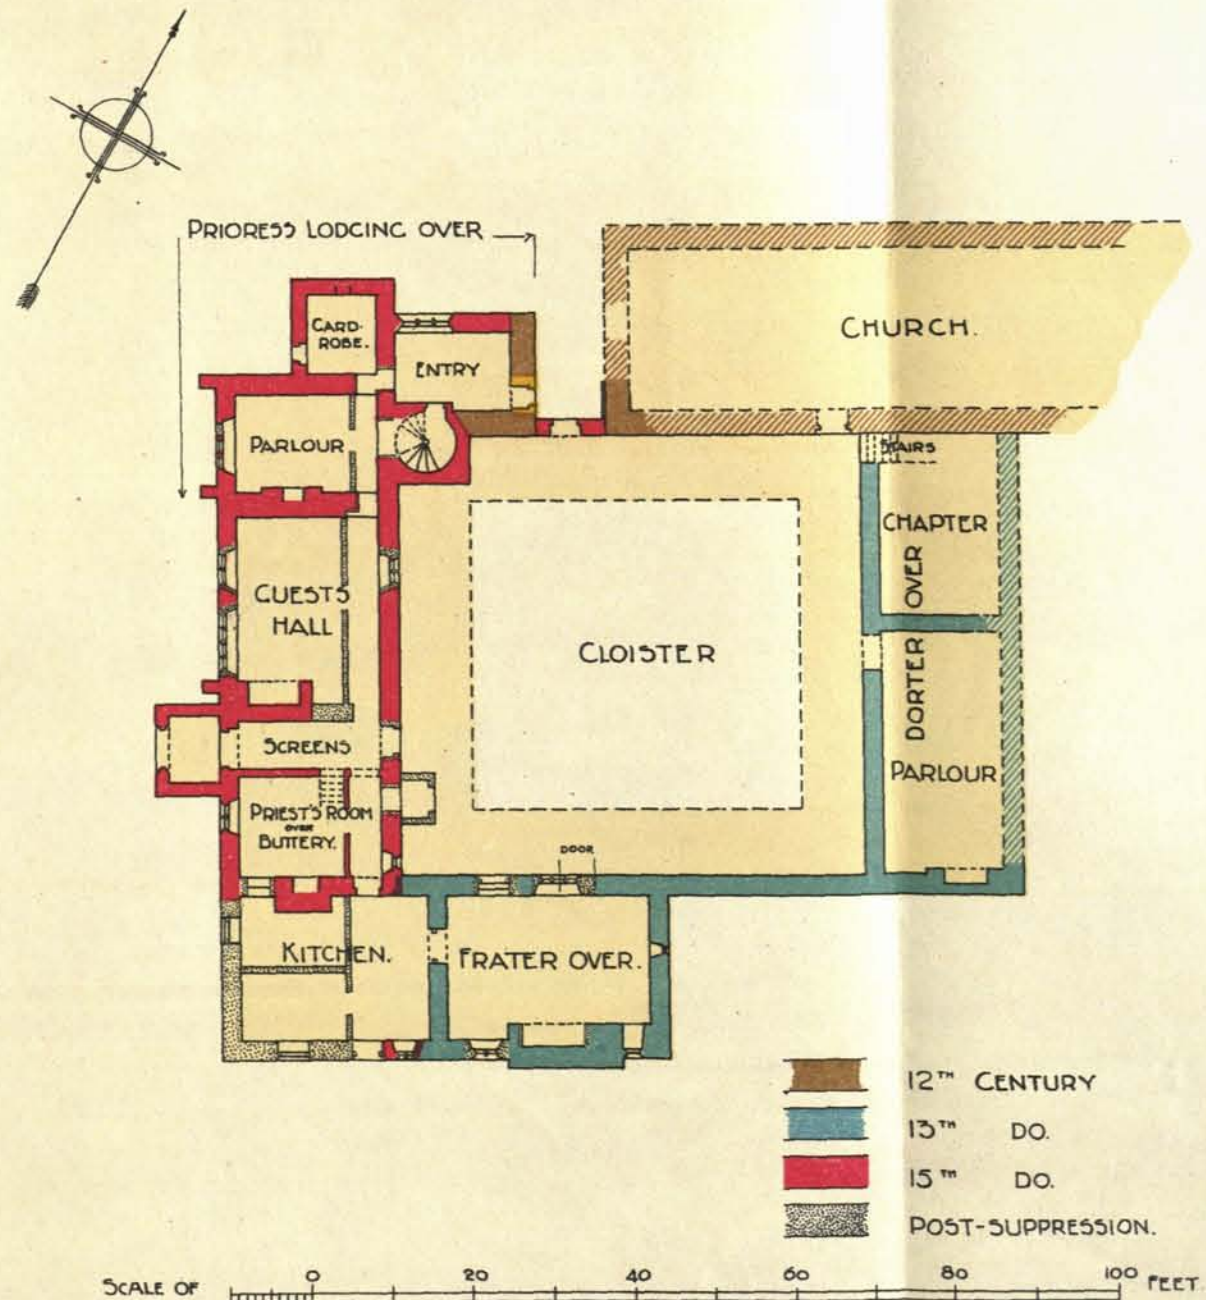 PRIORESS LODGING OVER
CHURCH.
GARD-
ROBE.
ENTRY
PARLOUR
STAIRS
CHAPTER
DORTER OVER
GUESTS
HALL
CLOISTER
SCREENS
PARLOUR
PRIEST'S ROOM
OVER
BUTTERY.
DOOR
KITCHEN.
FRATER OVER.
12TH CENTURY
13TH DO.
15TH DO.
POST-SUPPRESSION.
SCALE OF 0 20 40 60 80 100 FEET